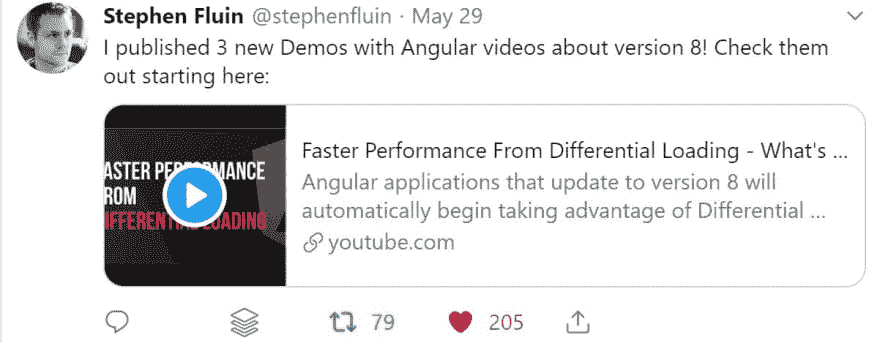 Stephen Fluin @stephenfluin · May 29
I published 3 new Demos with Angular videos about version 8! Check them
out starting here:
ASTER PERFORMANCE
ROM
IFFERENTIAL LOADING
Faster Performance From Differential Loading - What's ...
Angular applications that update to version 8 will
automatically begin taking advantage of Differential ...
youtube.com
79
205